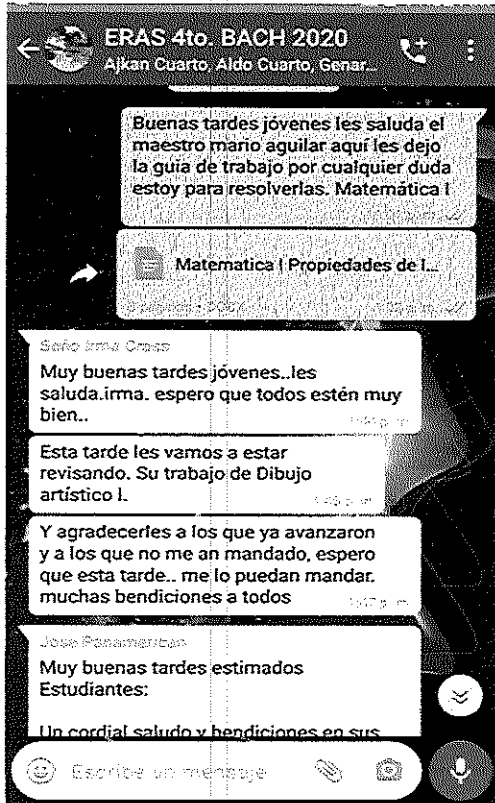 ERAS 4to. BACH 2020
Ajkan Cuarto, Aldo Cuarto, Genar...
Buenas tardes jóvenes les saluda el
maestro mario aguilar aquí les dejo
la guía de trabajo por cualquier duda
estoy para resolverlas. Matemática I
Matematica I Propiedades de l...
Seño Irma Cross
Muy buenas tardes jóvenes..les
saluda.irma. espero que todos estén muy
bien..
Esta tarde les vamos a estar
revisando. Su trabajo de Dibujo
artístico I.
Y agradecerles a los que ya avanzaron
y a los que no me an mandado, espero
que esta tarde.. me lo puedan mandar.
muchas bendiciones a todos
Jose Panamerican
Muy buenas tardes estimados
Estudiantes:
Un cordial saludo y bendiciones en sus
Escribe un mensaje